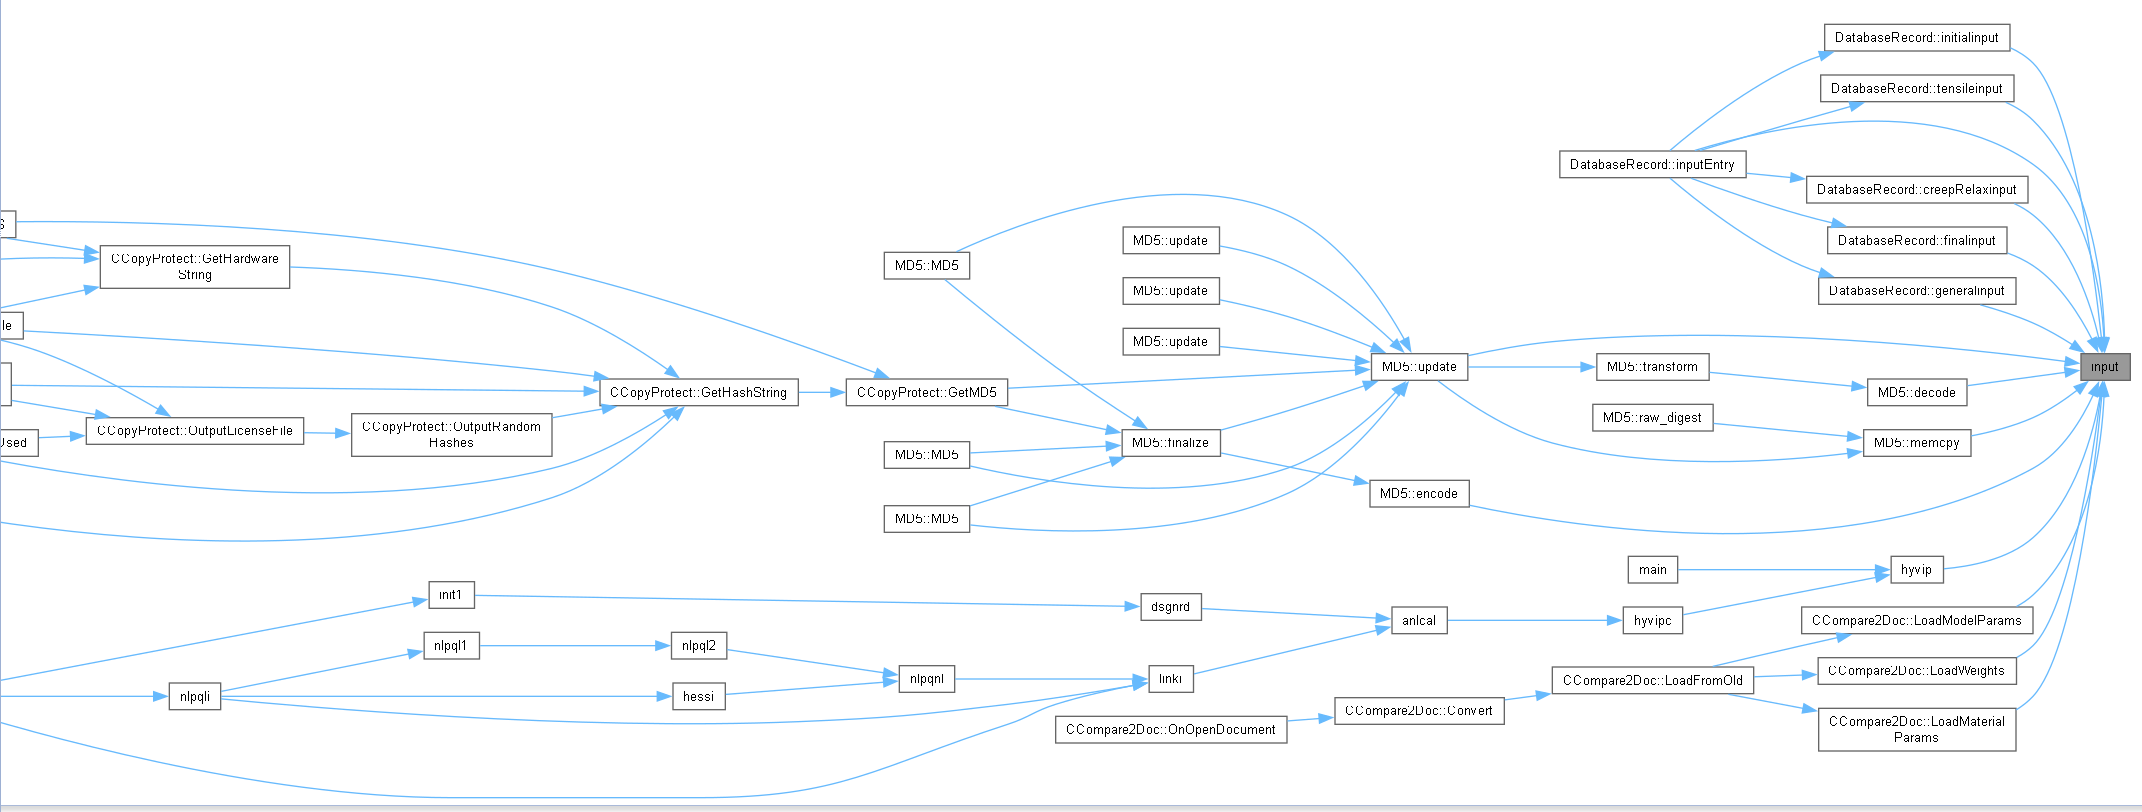 DatabaseRecord::initialinput
DatabaseRecord::tensileinput
DatabaseRecord::inputEntry
DatabaseRecord::creepRelaxinput
DatabaseRecord::finalinput
DatabaseRecord::generalinput
CCopyProtect::GetHardware
String
MD5::MD5
MD5::update
MD5::update
MD5::update
le
MD5::update
MD5::transform
input
CCopyProtect::GetHashString
CCopyProtect::GetMD5
MD5::decode
MD5::raw_digest
CCopyProtect::OutputLicenseFile
CCopyProtect::OutputRandom
Hashes
Used
MD5::finalize
MD5::memcpy
MD5::MD5
MD5::encode
MD5::MD5
main
hyvip
init1
dsgnrd
anlcal
hyvipc
CCompare2Doc::LoadModelParams
nlpql1
nlpql2
nlpqnl
linki
CCompare2Doc::LoadFromOld
CCompare2Doc::LoadWeights
nlpqli
hessi
CCompare2Doc::OnOpenDocument
CCompare2Doc::Convert
CCompare2Doc::LoadMaterial
Params